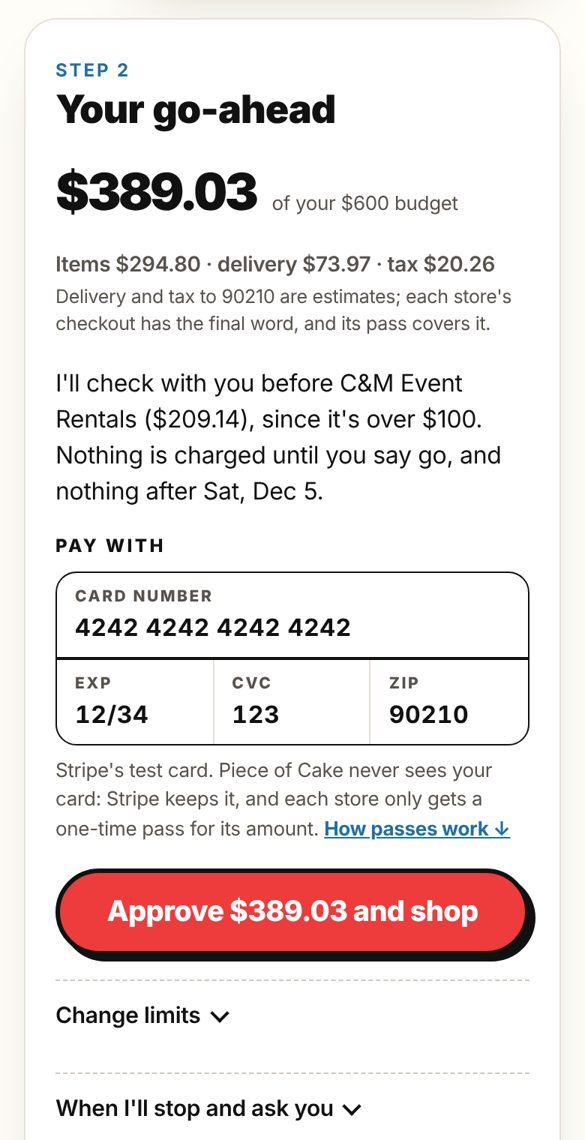 STEP 2
Your go-ahead
$389.03 of your $600 budget
Items $294.80 · delivery $73.97 · tax $20.26
Delivery and tax to 90210 are estimates; each store's
checkout has the final word, and its pass covers it.
I'll check with you before C&M Event
Rentals ($209.14), since it's over $100.
Nothing is charged until you say go, and
nothing after Sat, Dec 5.
PAY WITH
CARD NUMBER
4242 4242 4242 4242
EXP CVC ZIP
12/34 123 90210
Stripe's test card. Piece of Cake never sees your
card: Stripe keeps it, and each store only gets a
one-time pass for its amount. How passes work ↓
Approve $389.03 and shop
Change limits
When I'll stop and ask you